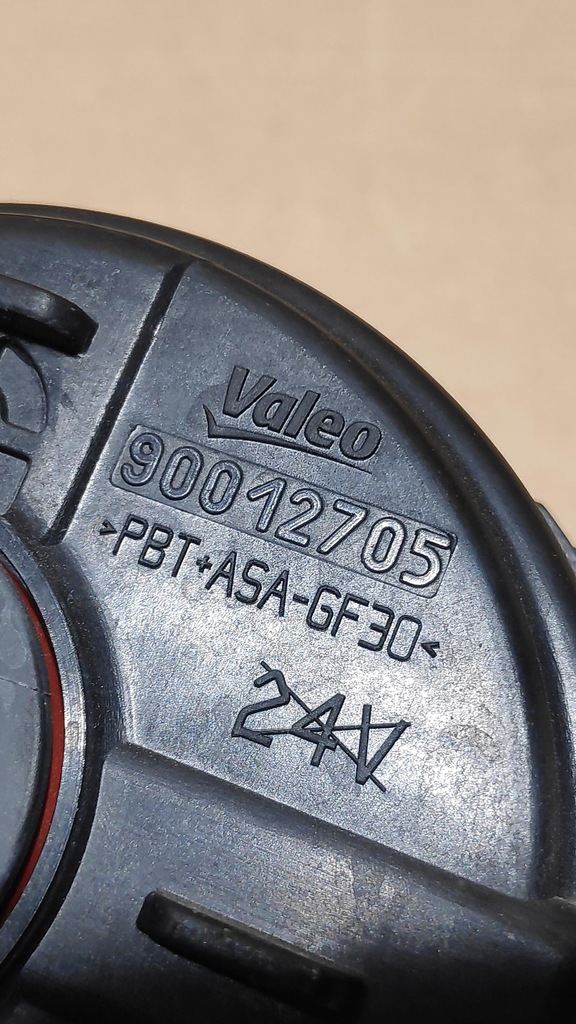 Valeo
90012705
>PBT+ASA-GF30<
24V